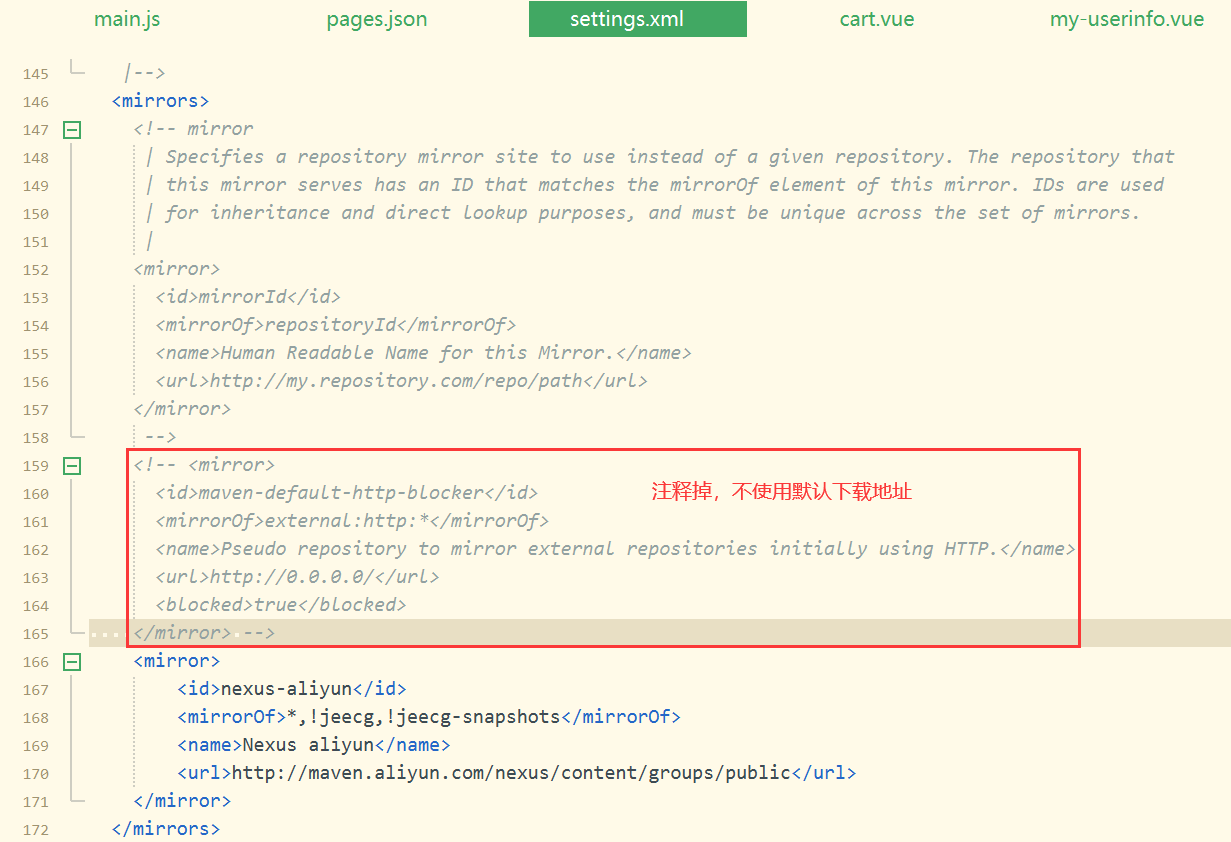 main.js pages.json settings.xml cart.vue my-userinfo.vue
145 |-->
146 <mirrors>
147 <!-- mirror
148 | Specifies a repository mirror site to use instead of a given repository. The repository that
149 | this mirror serves has an ID that matches the mirrorOf element of this mirror. IDs are used
150 | for inheritance and direct lookup purposes, and must be unique across the set of mirrors.
151 |
152 <mirror>
153 <id>mirrorId</id>
154 <mirrorOf>repositoryId</mirrorOf>
155 <name>Human Readable Name for this Mirror.</name>
156 <url>http://my.repository.com/repo/path</url>
157 </mirror>
158 -->
159 <!-- <mirror>
160 <id>maven-default-http-blocker</id> 注释掉，不使用默认下载地址
161 <mirrorOf>external:http:*</mirrorOf>
162 <name>Pseudo repository to mirror external repositories initially using HTTP.</name>
163 <url>http://0.0.0.0/</url>
164 <blocked>true</blocked>
165 </mirror> -->
166 <mirror>
167 <id>nexus-aliyun</id>
168 <mirrorOf>*,!jeecg,!jeecg-snapshots</mirrorOf>
169 <name>Nexus aliyun</name>
170 <url>http://maven.aliyun.com/nexus/content/groups/public</url>
171 </mirror>
172 </mirrors>